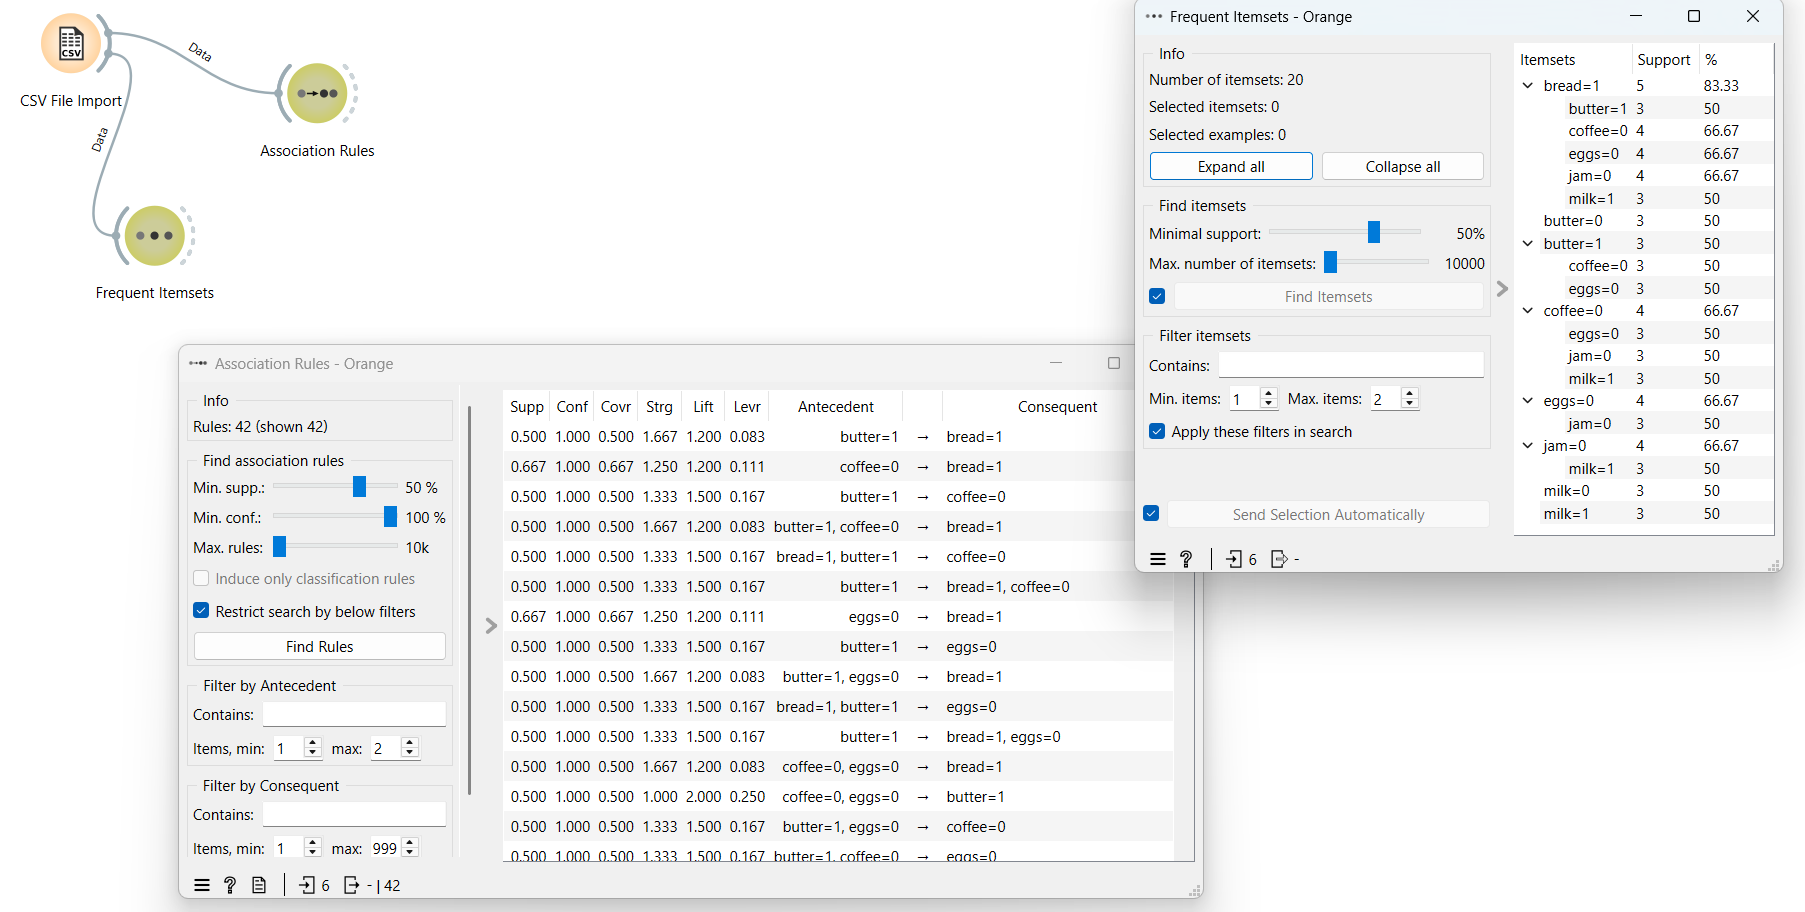 CSV
CSV File Import
Data
Data
Association Rules
Frequent Itemsets
Association Rules - Orange
Info
Rules: 42 (shown 42)
Find association rules
Min. supp.: 50 %
Min. conf.: 100 %
Max. rules: 10k
Induce only classification rules
Restrict search by below filters
Find Rules
Filter by Antecedent
Contains:
Items, min: 1 max: 2
Filter by Consequent
Contains:
Items, min: 1 max: 999
6 - | 42
Supp Conf Covr Strg Lift Levr Antecedent Consequent
0.500 1.000 0.500 1.667 1.200 0.083 butter=1 → bread=1
0.667 1.000 0.667 1.250 1.200 0.111 coffee=0 → bread=1
0.500 1.000 0.500 1.333 1.500 0.167 butter=1 → coffee=0
0.500 1.000 0.500 1.667 1.200 0.083 butter=1, coffee=0 → bread=1
0.500 1.000 0.500 1.333 1.500 0.167 bread=1, butter=1 → coffee=0
0.500 1.000 0.500 1.333 1.500 0.167 butter=1 → bread=1, coffee=0
0.667 1.000 0.667 1.250 1.200 0.111 eggs=0 → bread=1
0.500 1.000 0.500 1.333 1.500 0.167 butter=1 → eggs=0
0.500 1.000 0.500 1.667 1.200 0.083 butter=1, eggs=0 → bread=1
0.500 1.000 0.500 1.333 1.500 0.167 bread=1, butter=1 → eggs=0
0.500 1.000 0.500 1.333 1.500 0.167 butter=1 → bread=1, eggs=0
0.500 1.000 0.500 1.667 1.200 0.083 coffee=0, eggs=0 → bread=1
0.500 1.000 0.500 1.000 2.000 0.250 coffee=0, eggs=0 → butter=1
0.500 1.000 0.500 1.333 1.500 0.167 butter=1, eggs=0 → coffee=0
0.500 1.000 0.500 1.333 1.500 0.167 butter=1, coffee=0 → eggs=0
Frequent Itemsets - Orange
Info
Number of itemsets: 20
Selected itemsets: 0
Selected examples: 0
Expand all Collapse all
Find itemsets
Minimal support: 50%
Max. number of itemsets: 10000
Find Itemsets
Filter itemsets
Contains:
Min. items: 1 Max. items: 2
Apply these filters in search
Send Selection Automatically
6 -
Itemsets Support %
bread=1 5 83.33
butter=1 3 50
coffee=0 4 66.67
eggs=0 4 66.67
jam=0 4 66.67
milk=1 3 50
butter=0 3 50
butter=1 3 50
coffee=0 3 50
eggs=0 3 50
coffee=0 4 66.67
eggs=0 3 50
jam=0 3 50
milk=1 3 50
eggs=0 4 66.67
jam=0 3 50
jam=0 4 66.67
milk=1 3 50
milk=0 3 50
milk=1 3 50